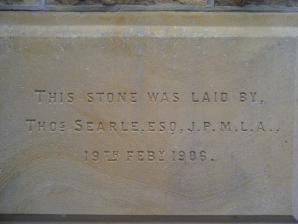 THIS STONE WAS LAID BY,
THOS SEARLE, ESQ, J.P. M.L.A.,
19TH FEBY 1906.